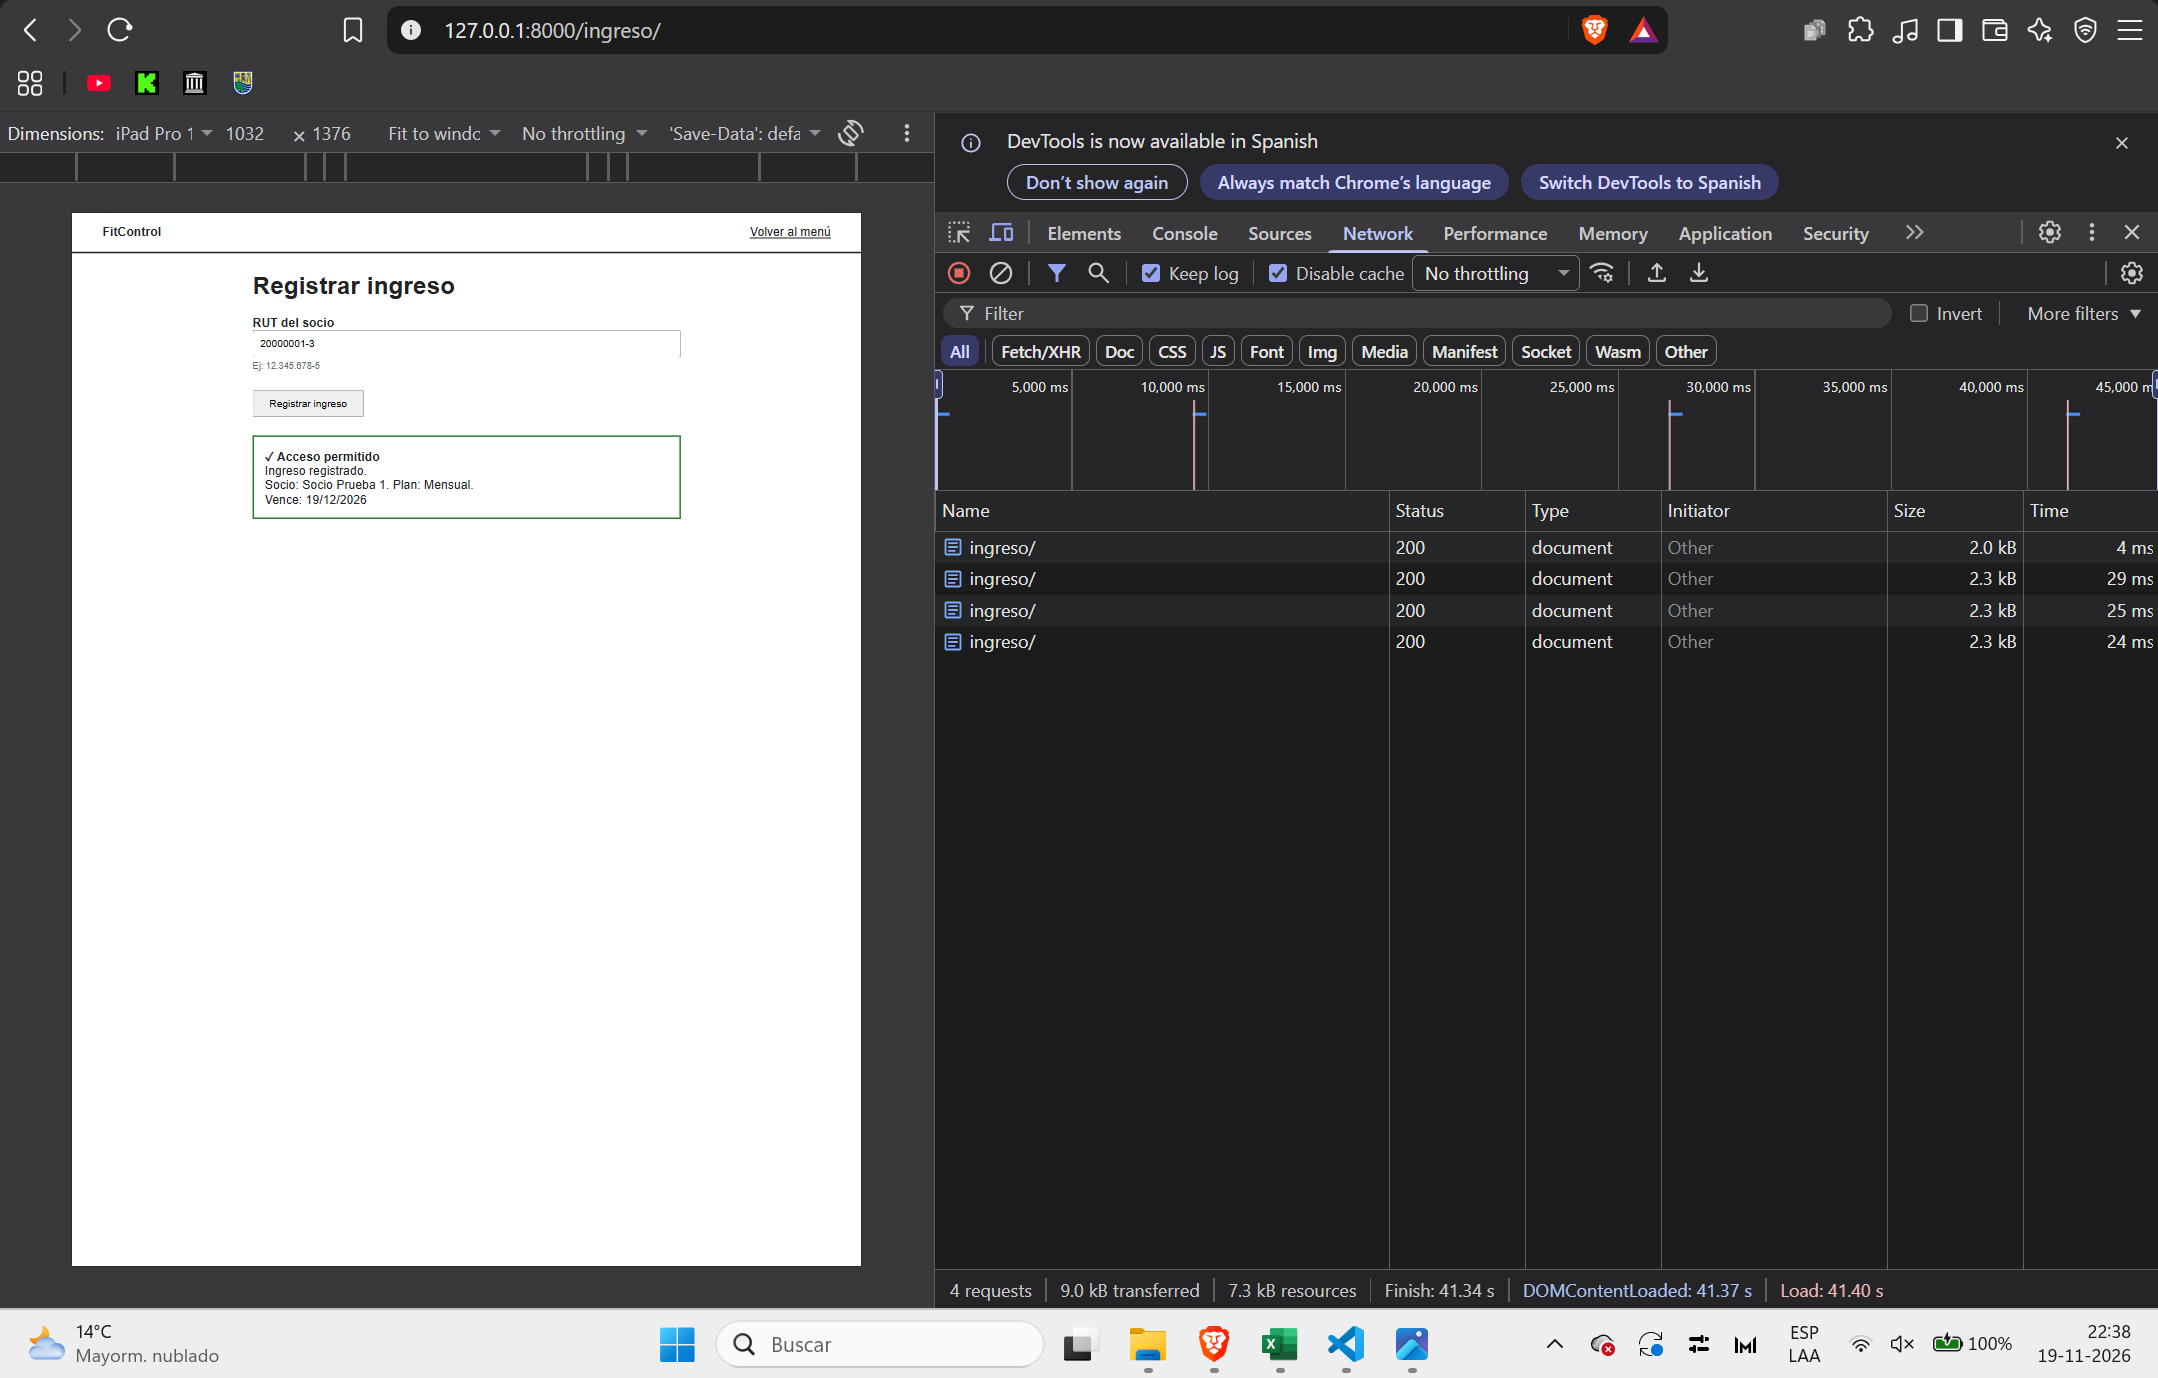 127.0.0.1:8000/ingreso/
Dimensions: iPad Pro 1 1032 × 1376 Fit to windc No throttling 'Save-Data': defa
FitControl Volver al menú
Registrar ingreso
RUT del socio
20000001-3
Ej: 12.345.678-5
Registrar ingreso
✓ Acceso permitido
Ingreso registrado.
Socio: Socio Prueba 1. Plan: Mensual.
Vence: 19/12/2026
DevTools is now available in Spanish
Don't show again Always match Chrome's language Switch DevTools to Spanish
Elements Console Sources Network Performance Memory Application Security
Keep log Disable cache No throttling
Filter Invert More filters
All Fetch/XHR Doc CSS JS Font Img Media Manifest Socket Wasm Other
5,000 ms 10,000 ms 15,000 ms 20,000 ms 25,000 ms 30,000 ms 35,000 ms 40,000 ms 45,000 m
Name Status Type Initiator Size Time
ingreso/ 200 document Other 2.0 kB 4 ms
ingreso/ 200 document Other 2.3 kB 29 ms
ingreso/ 200 document Other 2.3 kB 25 ms
ingreso/ 200 document Other 2.3 kB 24 ms
4 requests 9.0 kB transferred 7.3 kB resources Finish: 41.34 s DOMContentLoaded: 41.37 s Load: 41.40 s
14°C
Mayorm. nublado
Buscar
ESP
LAA
100%
22:38
19-11-2026